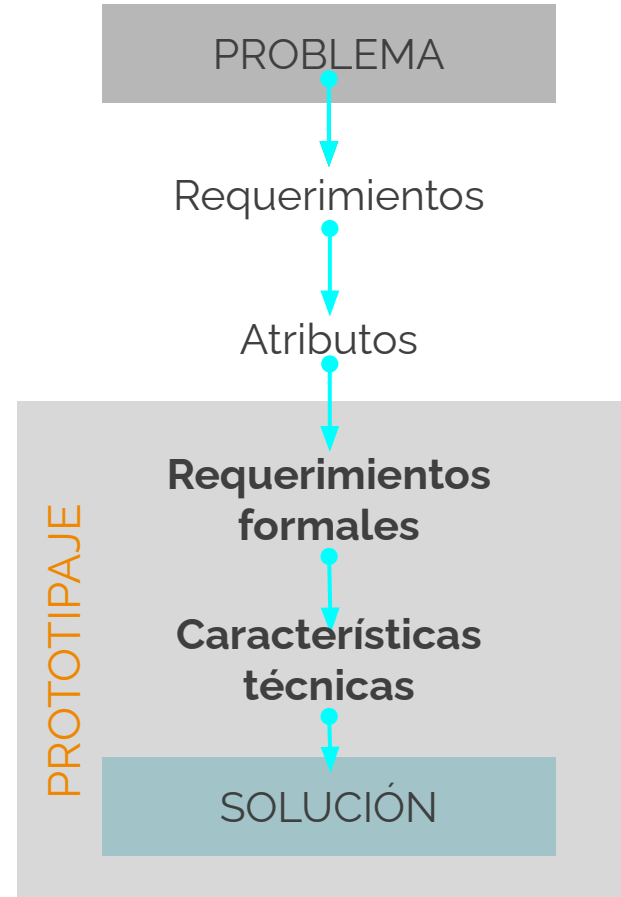 PROBLEMA
Requerimientos
Atributos
Requerimientos
formales
Características
técnicas
SOLUCIÓN
PROTOTIPAJE